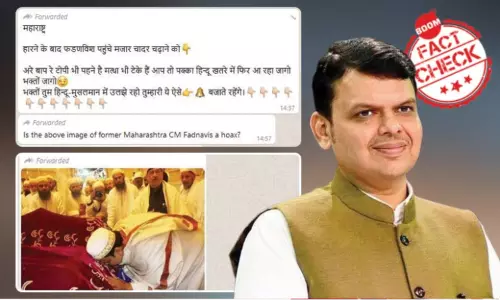 Forwarded
महाराष्ट्र
हारने के बाद फडणविश पहुंचे मजार चादर चढ़ाने को👇
अरे बाप रे टोपी भी पहने है मत्था भी टेके हैं आप तो पक्का हिन्दू खतरे में फिर आ रहा जागो
भक्तों जागो😏
भक्तों तुम हिन्दू-मुसलमान में उलझे रहो तुम्हारी ये ऐसे👉🔔 बजाते रहेंगे।👇🏻👇🏻👇🏻👇🏻
👇🏻👇🏻👇🏻👇🏻👇🏻👇🏻👇🏻👇🏻
14:37
Forwarded
Is the above image of former Maharashtra CM Fadnavis a hoax?
14:57
Forwarded
BOOM
FACT
CHECK